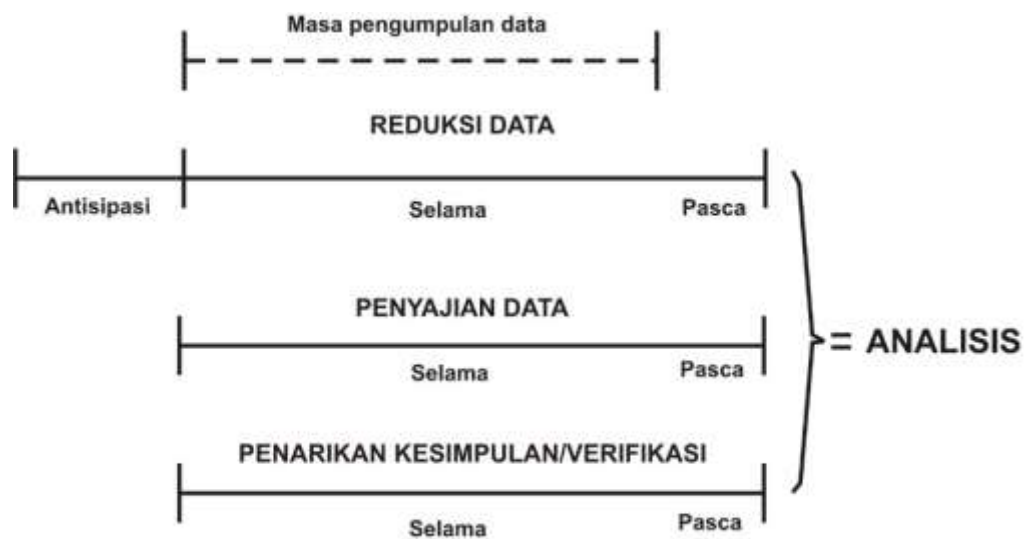 Masa pengumpulan data
REDUKSI DATA
Antisipasi
Selama
Pasca
PENYAJIAN DATA
Selama
Pasca
= ANALISIS
PENARIKAN KESIMPULAN/VERIFIKASI
Selama
Pasca